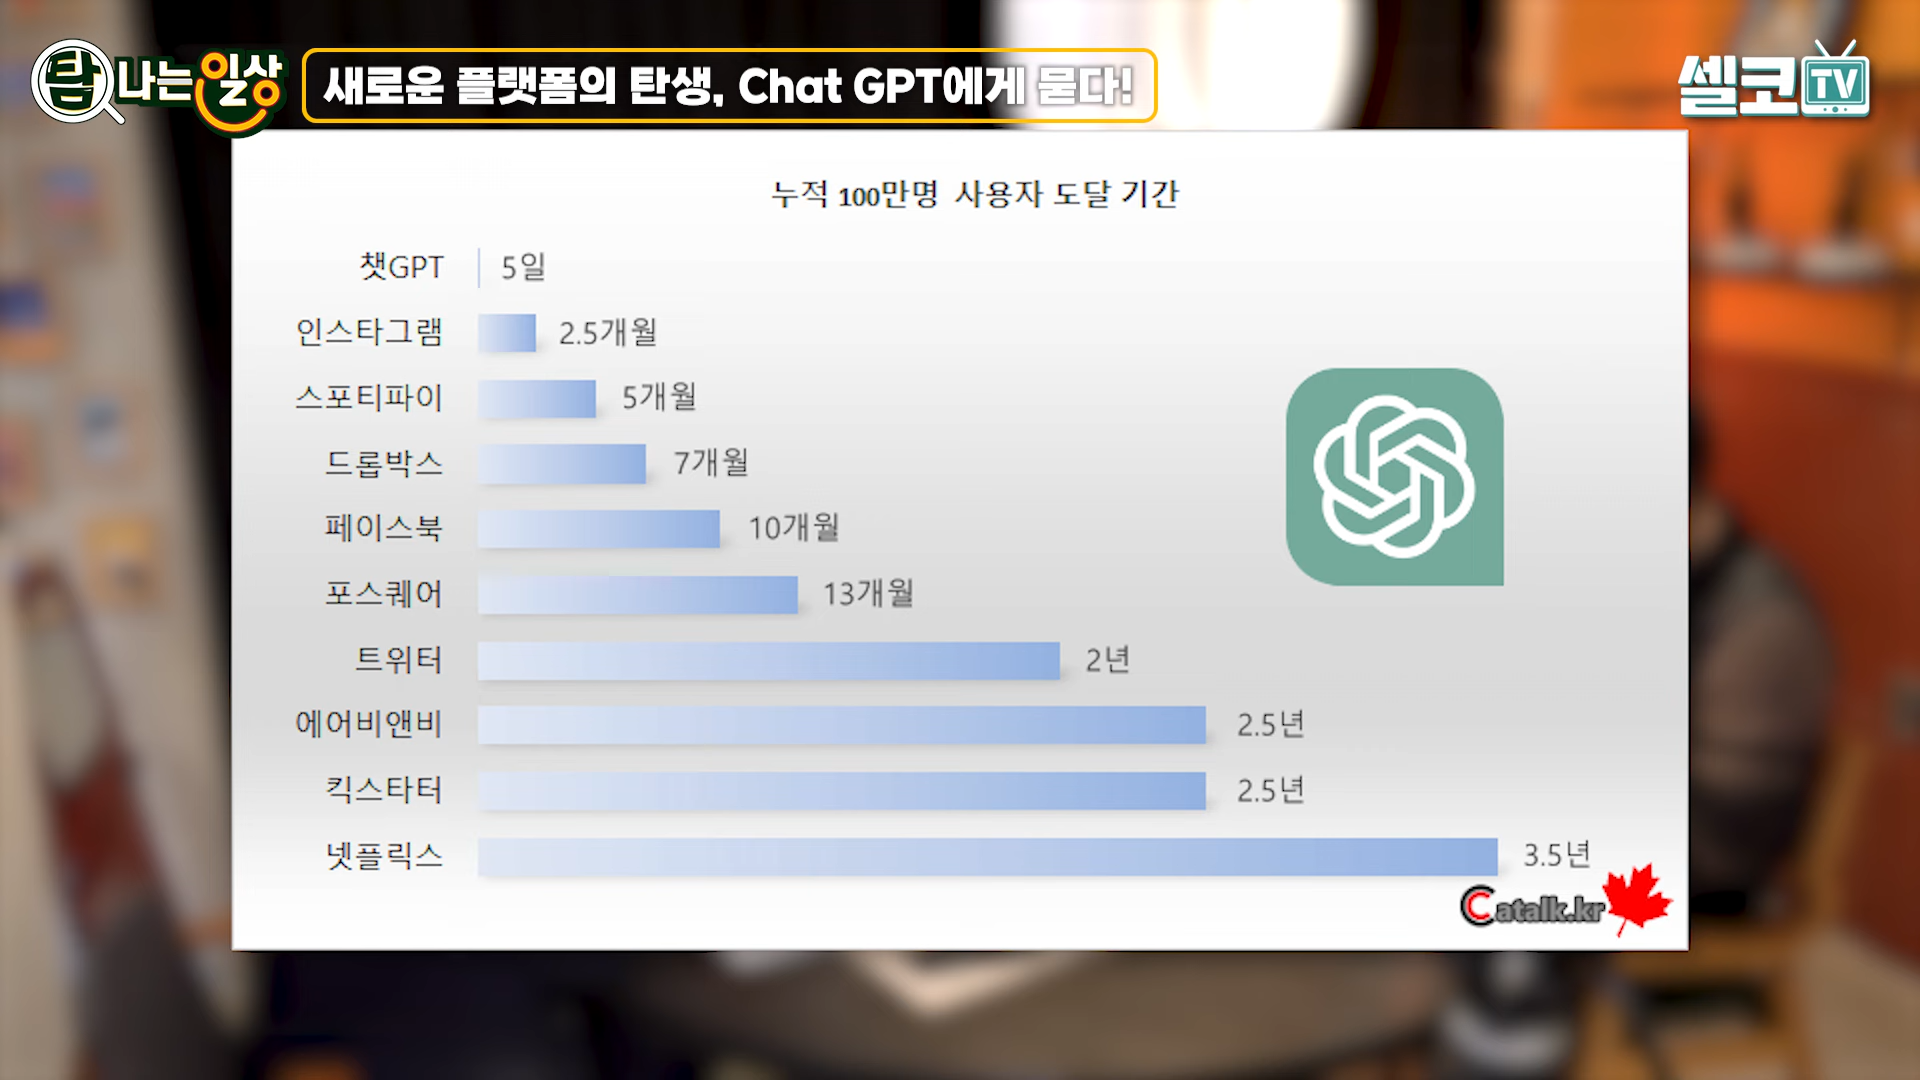 큼나는일상
새로운 플랫폼의 탄생, Chat GPT에게 묻다!
셀코TV
누적 100만명 사용자 도달 기간
챗GPT 5일
인스타그램 2.5개월
스포티파이 5개월
드롭박스 7개월
페이스북 10개월
포스퀘어 13개월
트위터 2년
에어비앤비 2.5년
킥스타터 2.5년
넷플릭스 3.5년
Catalk.kr